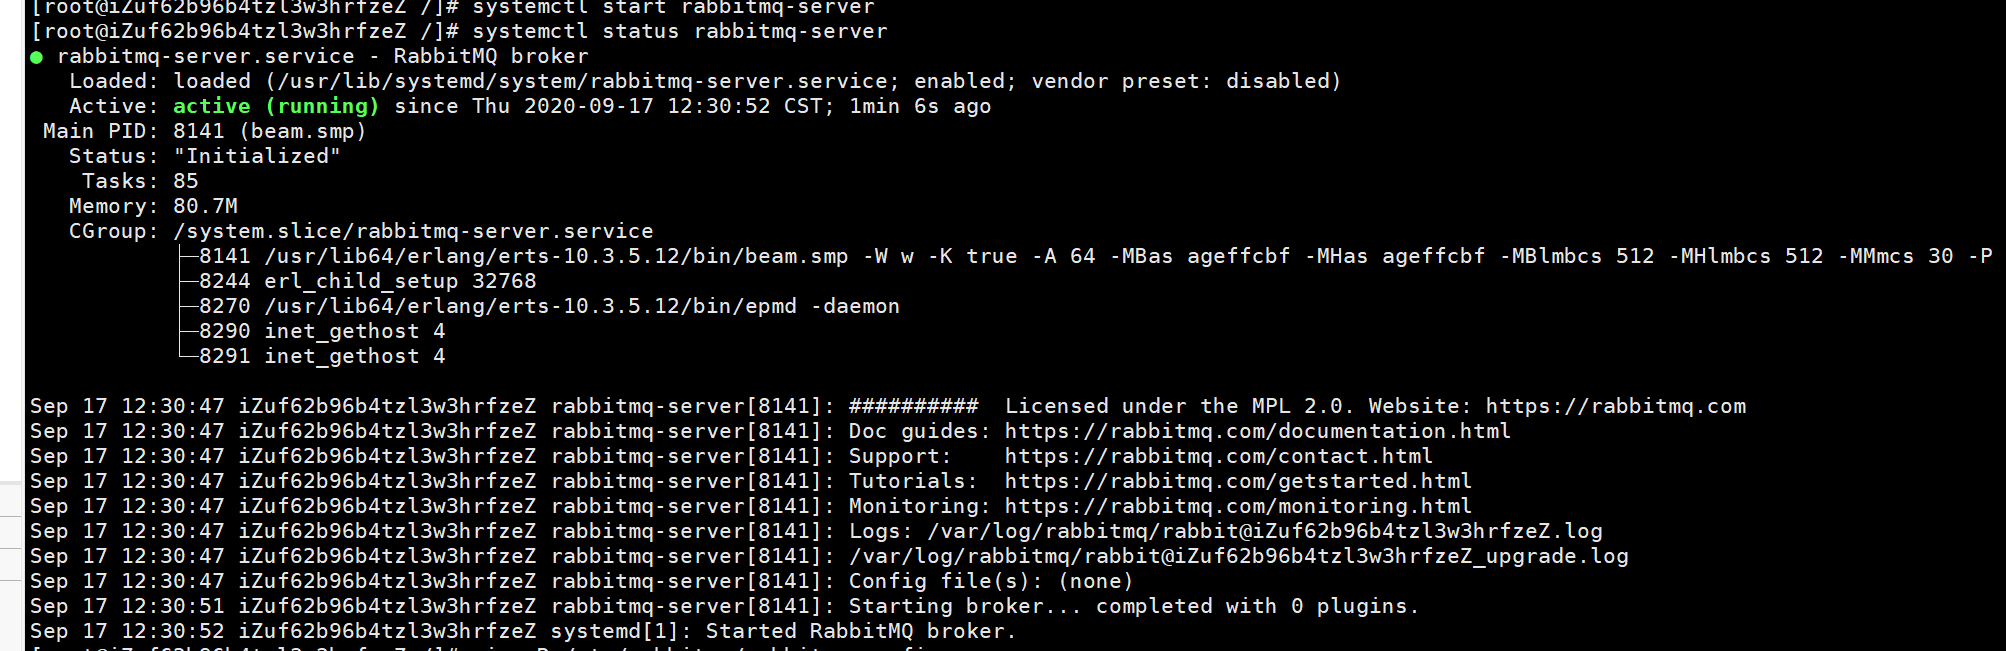 [root@iZuf62b96b4tzl3w3hrfzeZ /]# systemctl start rabbitmq-server
[root@iZuf62b96b4tzl3w3hrfzeZ /]# systemctl status rabbitmq-server
● rabbitmq-server.service - RabbitMQ broker
Loaded: loaded (/usr/lib/systemd/system/rabbitmq-server.service; enabled; vendor preset: disabled)
Active: active (running) since Thu 2020-09-17 12:30:52 CST; 1min 6s ago
Main PID: 8141 (beam.smp)
Status: "Initialized"
Tasks: 85
Memory: 80.7M
CGroup: /system.slice/rabbitmq-server.service
├─8141 /usr/lib64/erlang/erts-10.3.5.12/bin/beam.smp -W w -K true -A 64 -MBas ageffcbf -MHas ageffcbf -MBlmbcs 512 -MHlmbcs 512 -MMmcs 30 -P
├─8244 erl_child_setup 32768
├─8270 /usr/lib64/erlang/erts-10.3.5.12/bin/epmd -daemon
├─8290 inet_gethost 4
└─8291 inet_gethost 4
Sep 17 12:30:47 iZuf62b96b4tzl3w3hrfzeZ rabbitmq-server[8141]: ##########  Licensed under the MPL 2.0. Website: https://rabbitmq.com
Sep 17 12:30:47 iZuf62b96b4tzl3w3hrfzeZ rabbitmq-server[8141]: Doc guides: https://rabbitmq.com/documentation.html
Sep 17 12:30:47 iZuf62b96b4tzl3w3hrfzeZ rabbitmq-server[8141]: Support:    https://rabbitmq.com/contact.html
Sep 17 12:30:47 iZuf62b96b4tzl3w3hrfzeZ rabbitmq-server[8141]: Tutorials:  https://rabbitmq.com/getstarted.html
Sep 17 12:30:47 iZuf62b96b4tzl3w3hrfzeZ rabbitmq-server[8141]: Monitoring: https://rabbitmq.com/monitoring.html
Sep 17 12:30:47 iZuf62b96b4tzl3w3hrfzeZ rabbitmq-server[8141]: Logs: /var/log/rabbitmq/rabbit@iZuf62b96b4tzl3w3hrfzeZ.log
Sep 17 12:30:47 iZuf62b96b4tzl3w3hrfzeZ rabbitmq-server[8141]: /var/log/rabbitmq/rabbit@iZuf62b96b4tzl3w3hrfzeZ_upgrade.log
Sep 17 12:30:47 iZuf62b96b4tzl3w3hrfzeZ rabbitmq-server[8141]: Config file(s): (none)
Sep 17 12:30:51 iZuf62b96b4tzl3w3hrfzeZ rabbitmq-server[8141]: Starting broker... completed with 0 plugins.
Sep 17 12:30:52 iZuf62b96b4tzl3w3hrfzeZ systemd[1]: Started RabbitMQ broker.